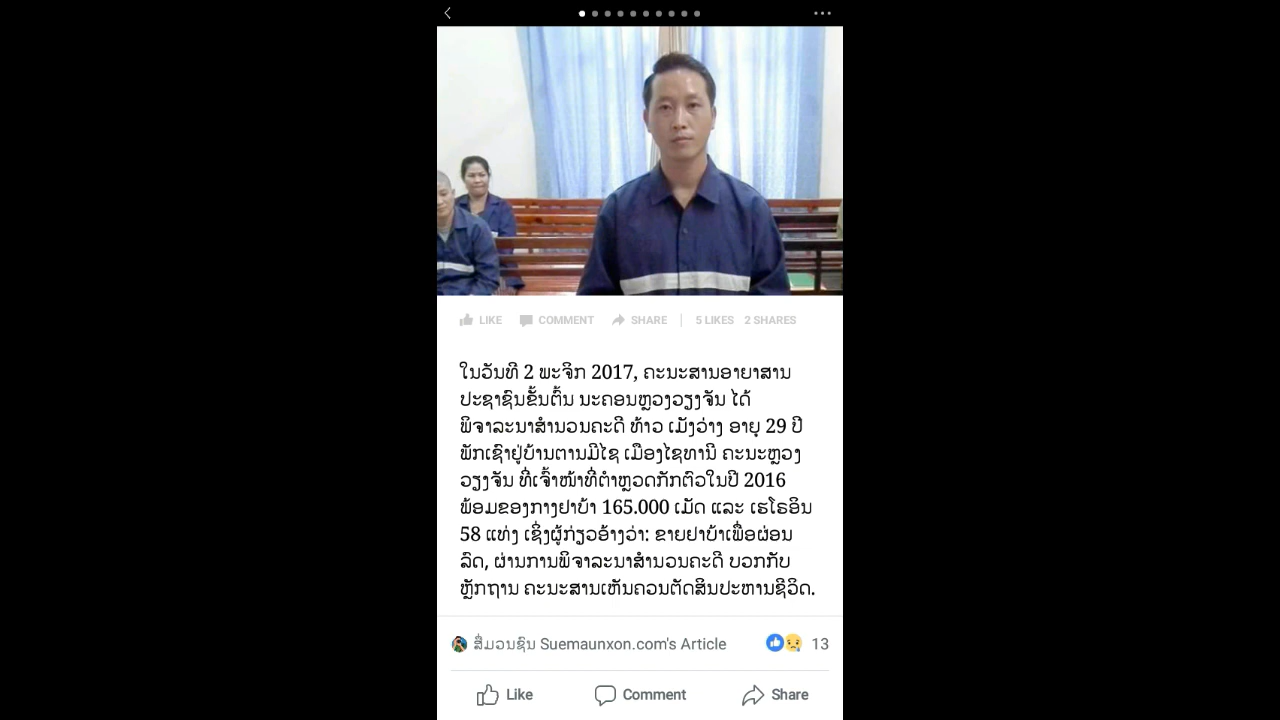 LIKE COMMENT SHARE 5 LIKES 2 SHARES
ໃນວັນທີ 2 ພະຈິກ 2017, ຄະນະສານອາຍາສານ
ປະຊາຊົນຂັ້ນຕົ້ນ ນະຄອນຫຼວງວຽງຈັນ ໄດ້
ພິຈາລະນາສຳນວນຄະດີ ທ້າວ ເມັງວ່າງ ອາຍຸ 29 ປີ
ພັກເຊົາຢູ່ບ້ານຕານມີໄຊ ເມືອງໄຊທານີ ຄະນະຫຼວງ
ວຽງຈັນ ທີ່ເຈົ້າໜ້າທີ່ຕຳຫຼວດກັກຕົວໃນປີ 2016
ພ້ອມຂອງກາງຢາບ້າ 165.000 ເມັດ ແລະ ເຮໂຣອິນ
58 ແທ່ງ ເຊິ່ງຜູ້ກ່ຽວອ້າງວ່າ: ຂາຍຢາບ້າເພື່ອຜ່ອນ
ລົດ, ຜ່ານການພິຈາລະນາສຳນວນຄະດີ ບວກກັບ
ຫຼັກຖານ ຄະນະສານເຫັນຄວນຕັດສິນປະຫານຊີວິດ.
ສື່ມວນຊົນ Suemaunxon.com's Article 13
Like Comment Share